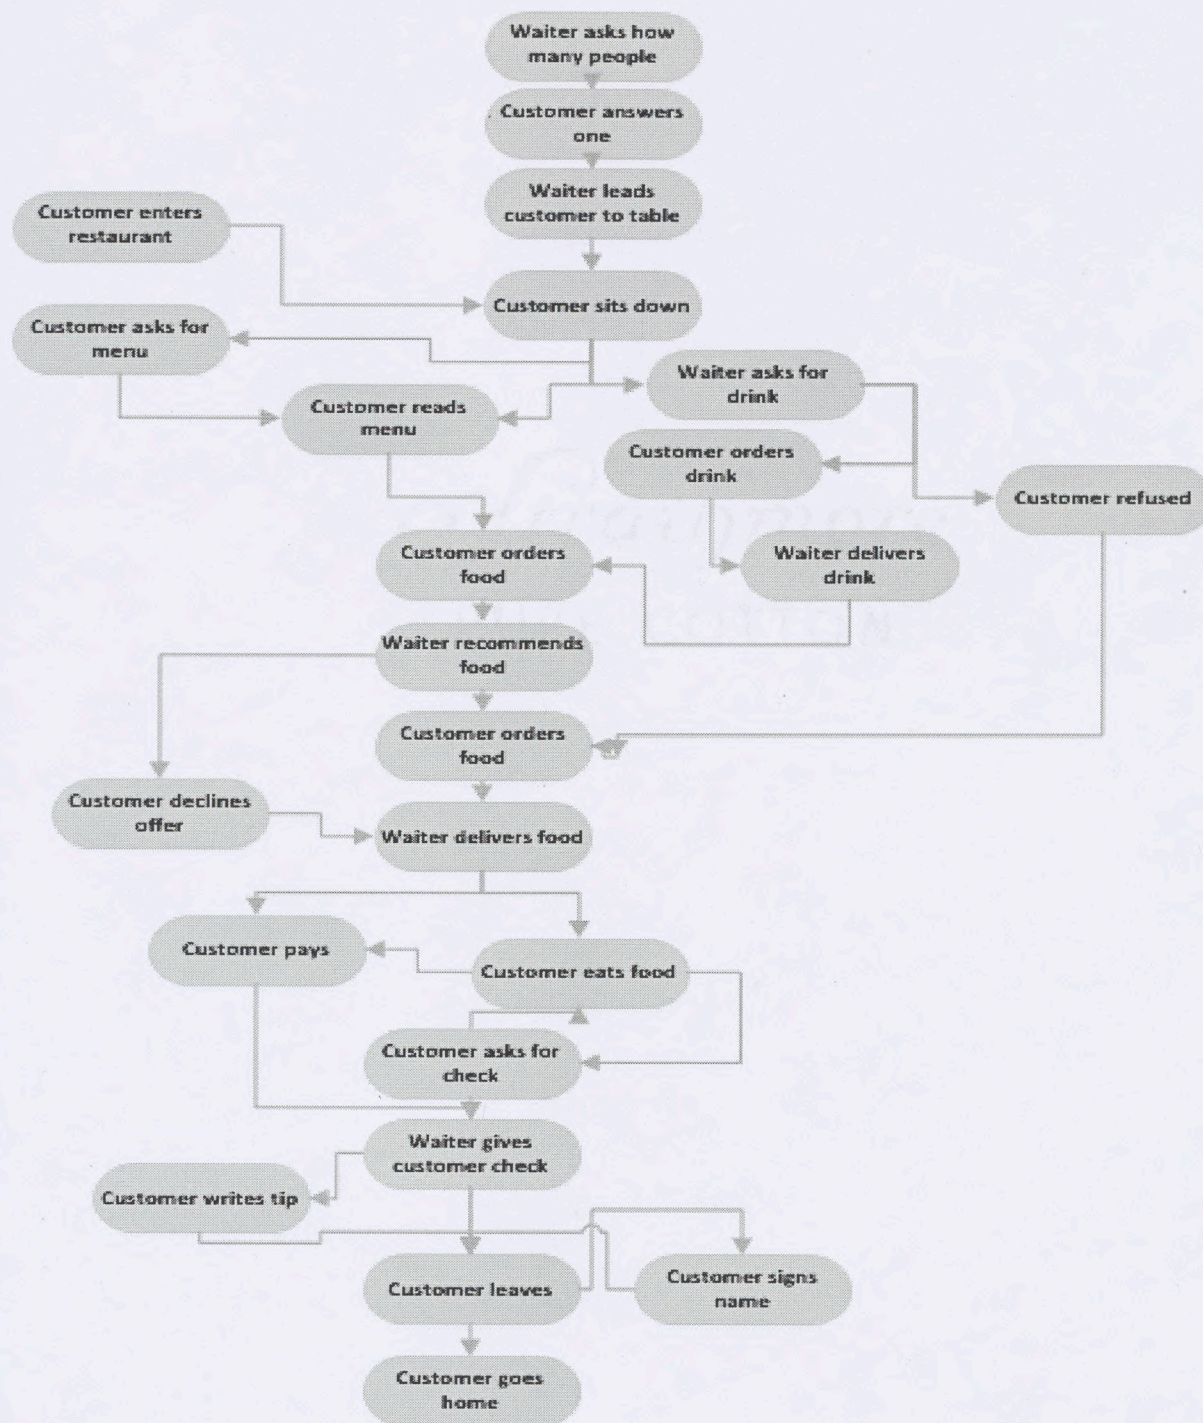 Waiter asks how
many people
Customer answers
one
Waiter leads
customer to table
Customer enters
restaurant
Customer sits down
Customer asks for
menu
Waiter asks for
drink
Customer reads
menu
Customer orders
drink
Customer refused
Customer orders
food
Waiter delivers
drink
Waiter recommends
food
Customer orders
food
Customer declines
offer
Waiter delivers food
Customer pays
Customer eats food
Customer asks for
check
Waiter gives
customer check
Customer writes tip
Customer leaves
Customer signs
name
Customer goes
home